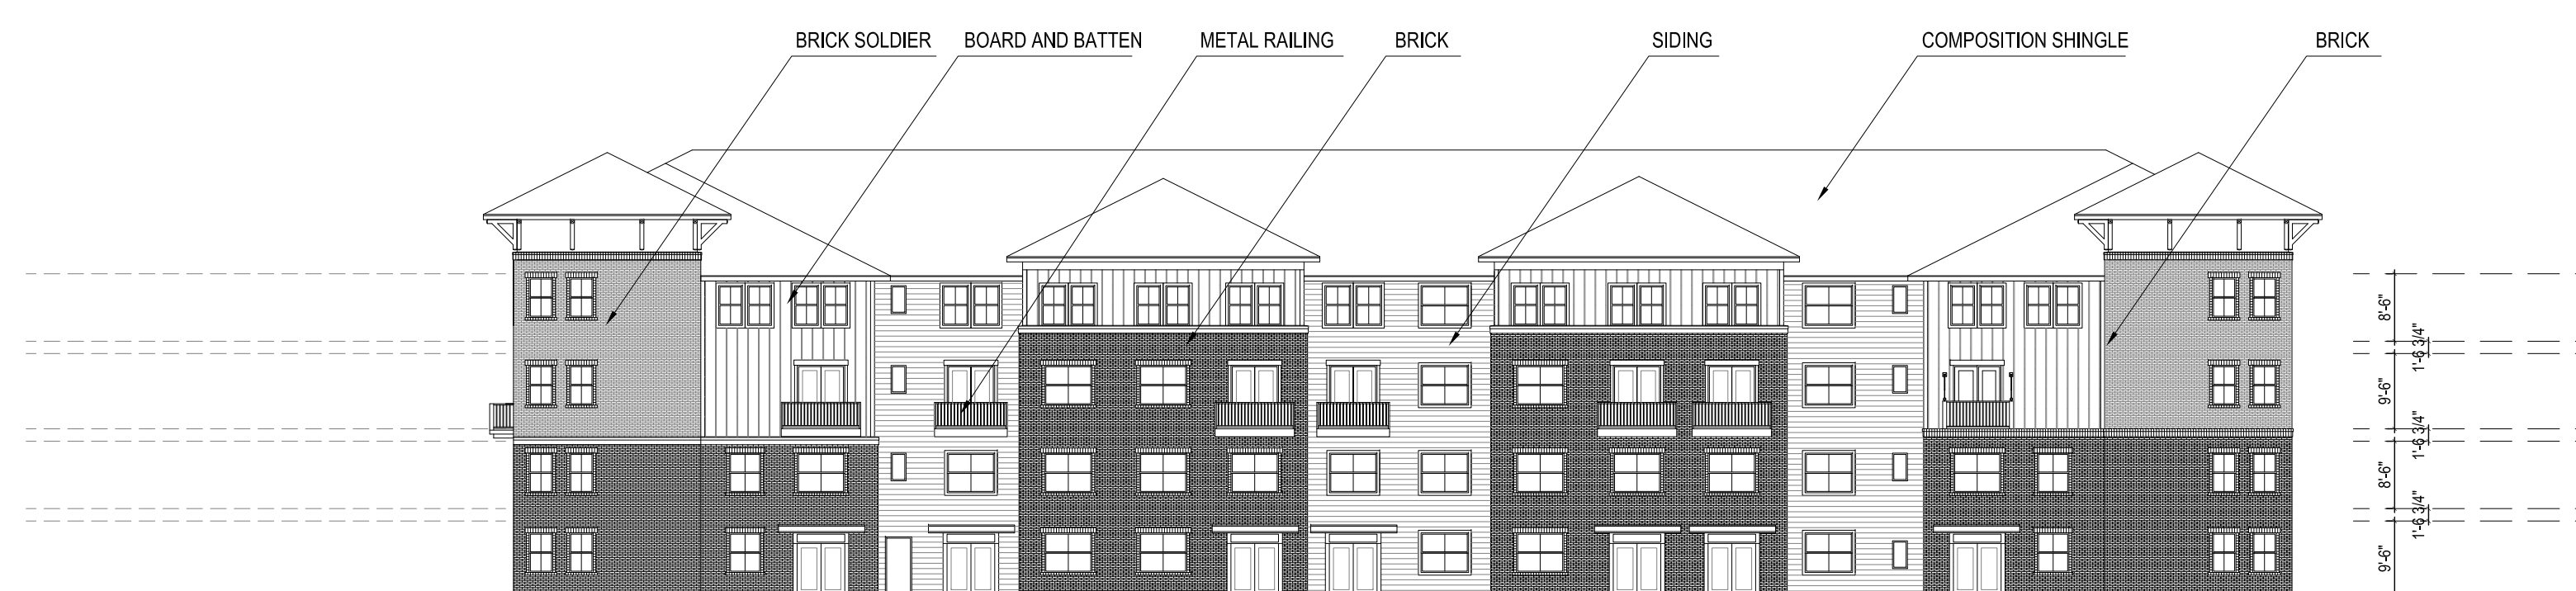 BRICK SOLDIER
BOARD AND BATTEN
METAL RAILING
BRICK
SIDING
COMPOSITION SHINGLE
BRICK
8'-6"
1'-6 3/4"
9'-6"
1'-6 3/4"
8'-6"
1'-6 3/4"
9'-6"